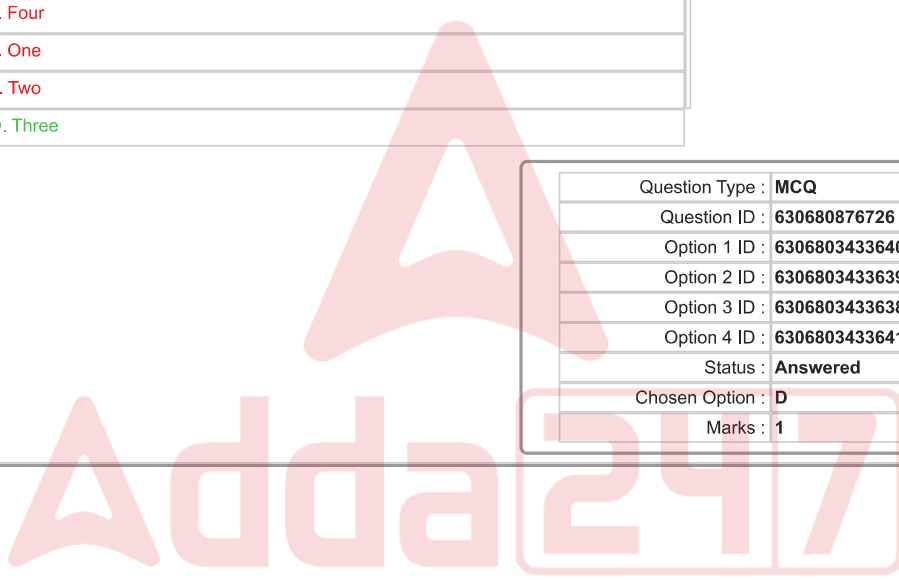 . Four
. One
. Two
. Three
Question Type : MCQ
Question ID : 630680876726
Option 1 ID : 630680343364
Option 2 ID : 630680343363
Option 3 ID : 630680343363
Option 4 ID : 630680343364
Status : Answered
Chosen Option : D
Marks : 1
Adda247